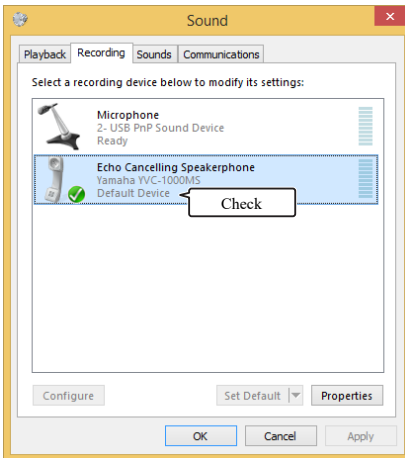 Sound
Playback Recording Sounds Communications
Select a recording device below to modify its settings:
Microphone
2- USB PnP Sound Device
Ready
Echo Cancelling Speakerphone
Yamaha YVC-1000MS
Default Device
Check
Configure Set Default Properties
OK Cancel Apply